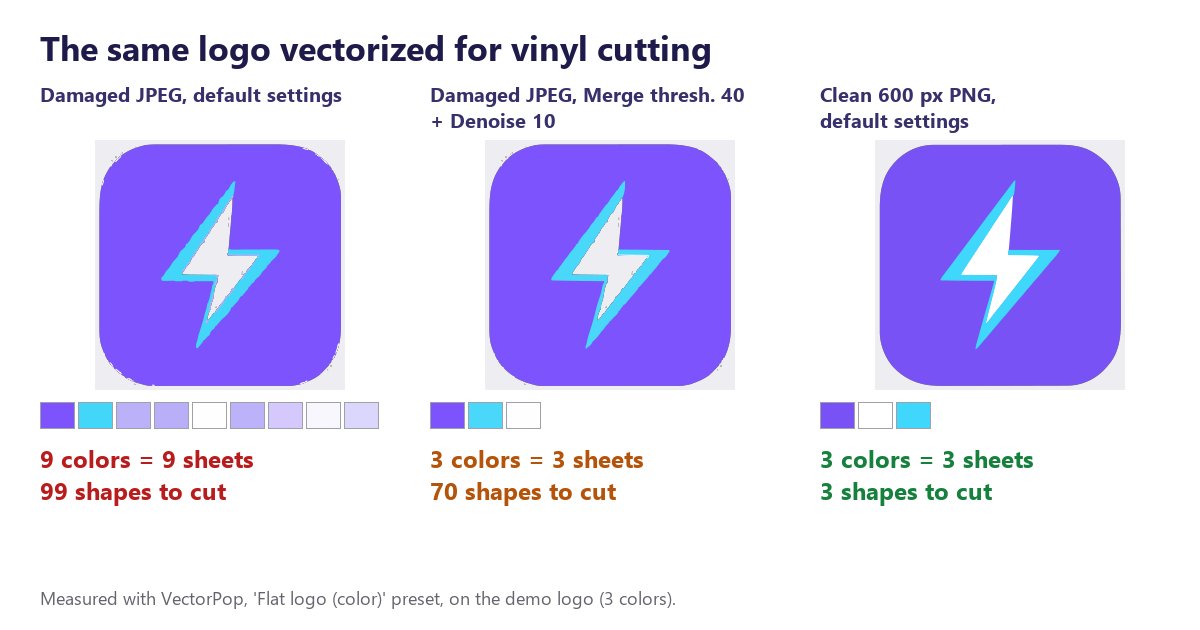 The same logo vectorized for vinyl cutting
Damaged JPEG, default settings
Damaged JPEG, Merge thresh. 40
+ Denoise 10
Clean 600 px PNG,
default settings
9 colors = 9 sheets
99 shapes to cut
3 colors = 3 sheets
70 shapes to cut
3 colors = 3 sheets
3 shapes to cut
Measured with VectorPop, 'Flat logo (color)' preset, on the demo logo (3 colors).